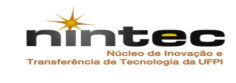 nintec
Núcleo de Inovação e
Transferência de Tecnologia da UFPI